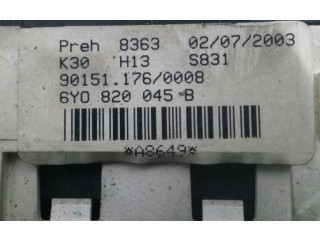 Preh 8363 02/07/2003
K30 H13 S831
90151.176/0008
6Y0 820 045 B
*A8649*